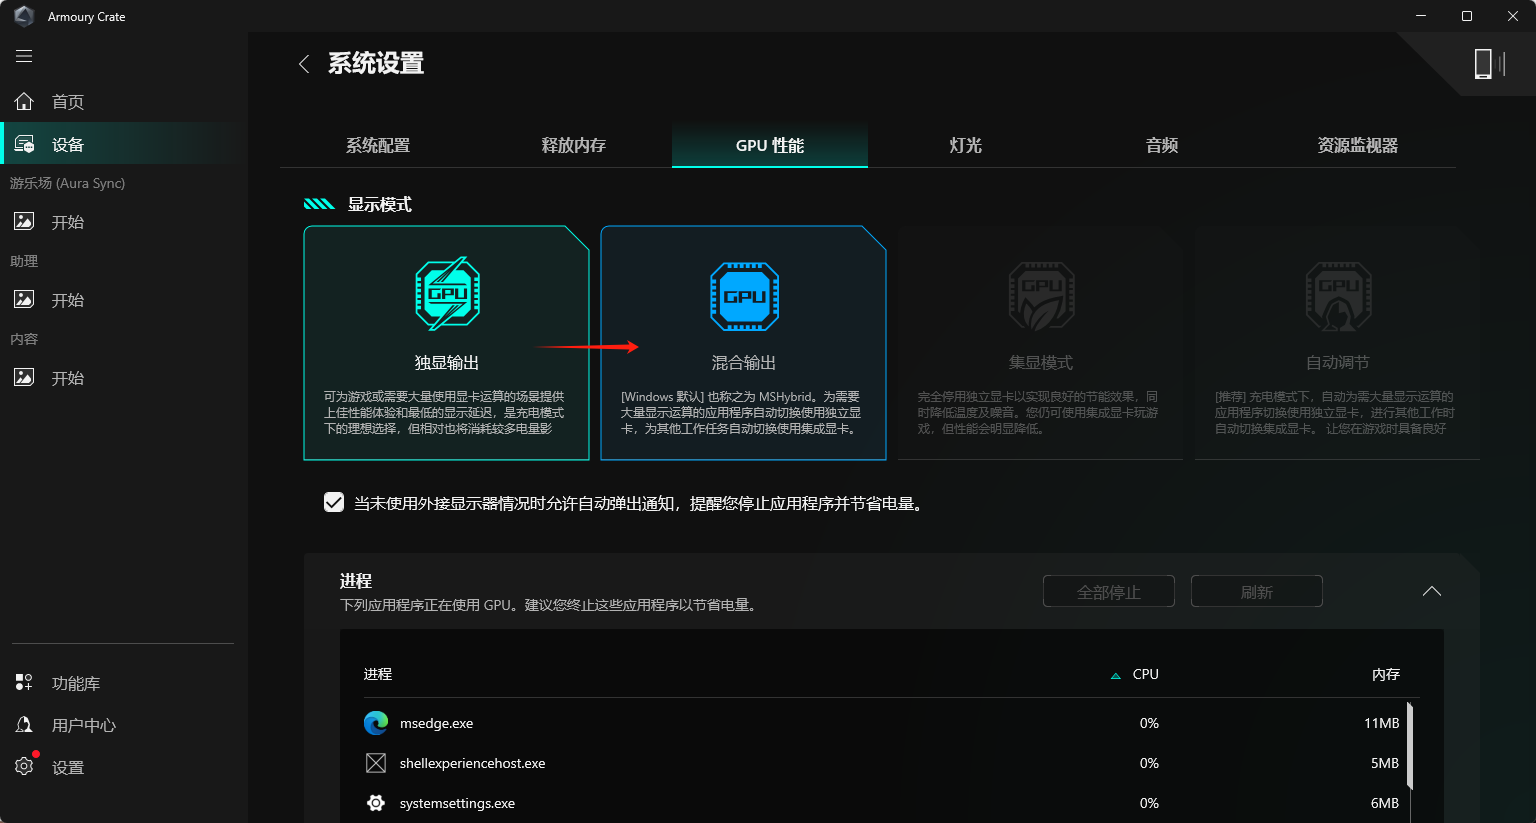 Armoury Crate
系统设置
首页
设备
游乐场 (Aura Sync)
开始
助理
开始
内容
开始
功能库
用户中心
设置
系统配置
释放内存
GPU 性能
灯光
音频
资源监视器
显示模式
GPU
独显输出
可为游戏或需要大量使用显卡运算的场景提供
上佳性能体验和最低的显示延迟，是充电模式
下的理想选择，但相对也将消耗较多电量影
GPU
混合输出
[Windows 默认] 也称之为 MSHybrid。为需要
大量显示运算的应用程序自动切换使用独立显
卡，为其他工作任务自动切换使用集成显卡。
GPU
集显模式
完全停用独立显卡以实现良好的节能效果，同
时降低温度及噪音。您仍可使用集成显卡玩游
戏，但性能会明显降低。
GPU
自动调节
[推荐] 充电模式下，自动为需大量显示运算的
应用程序切换使用独立显卡，进行其他工作时
自动切换集成显卡。 让您在游戏时具备良好
当未使用外接显示器情况时允许自动弹出通知，提醒您停止应用程序并节省电量。
进程
下列应用程序正在使用 GPU。建议您终止这些应用程序以节省电量。
全部停止
刷新
进程
CPU
内存
msedge.exe
0%
11MB
shellexperiencehost.exe
0%
5MB
systemsettings.exe
0%
6MB